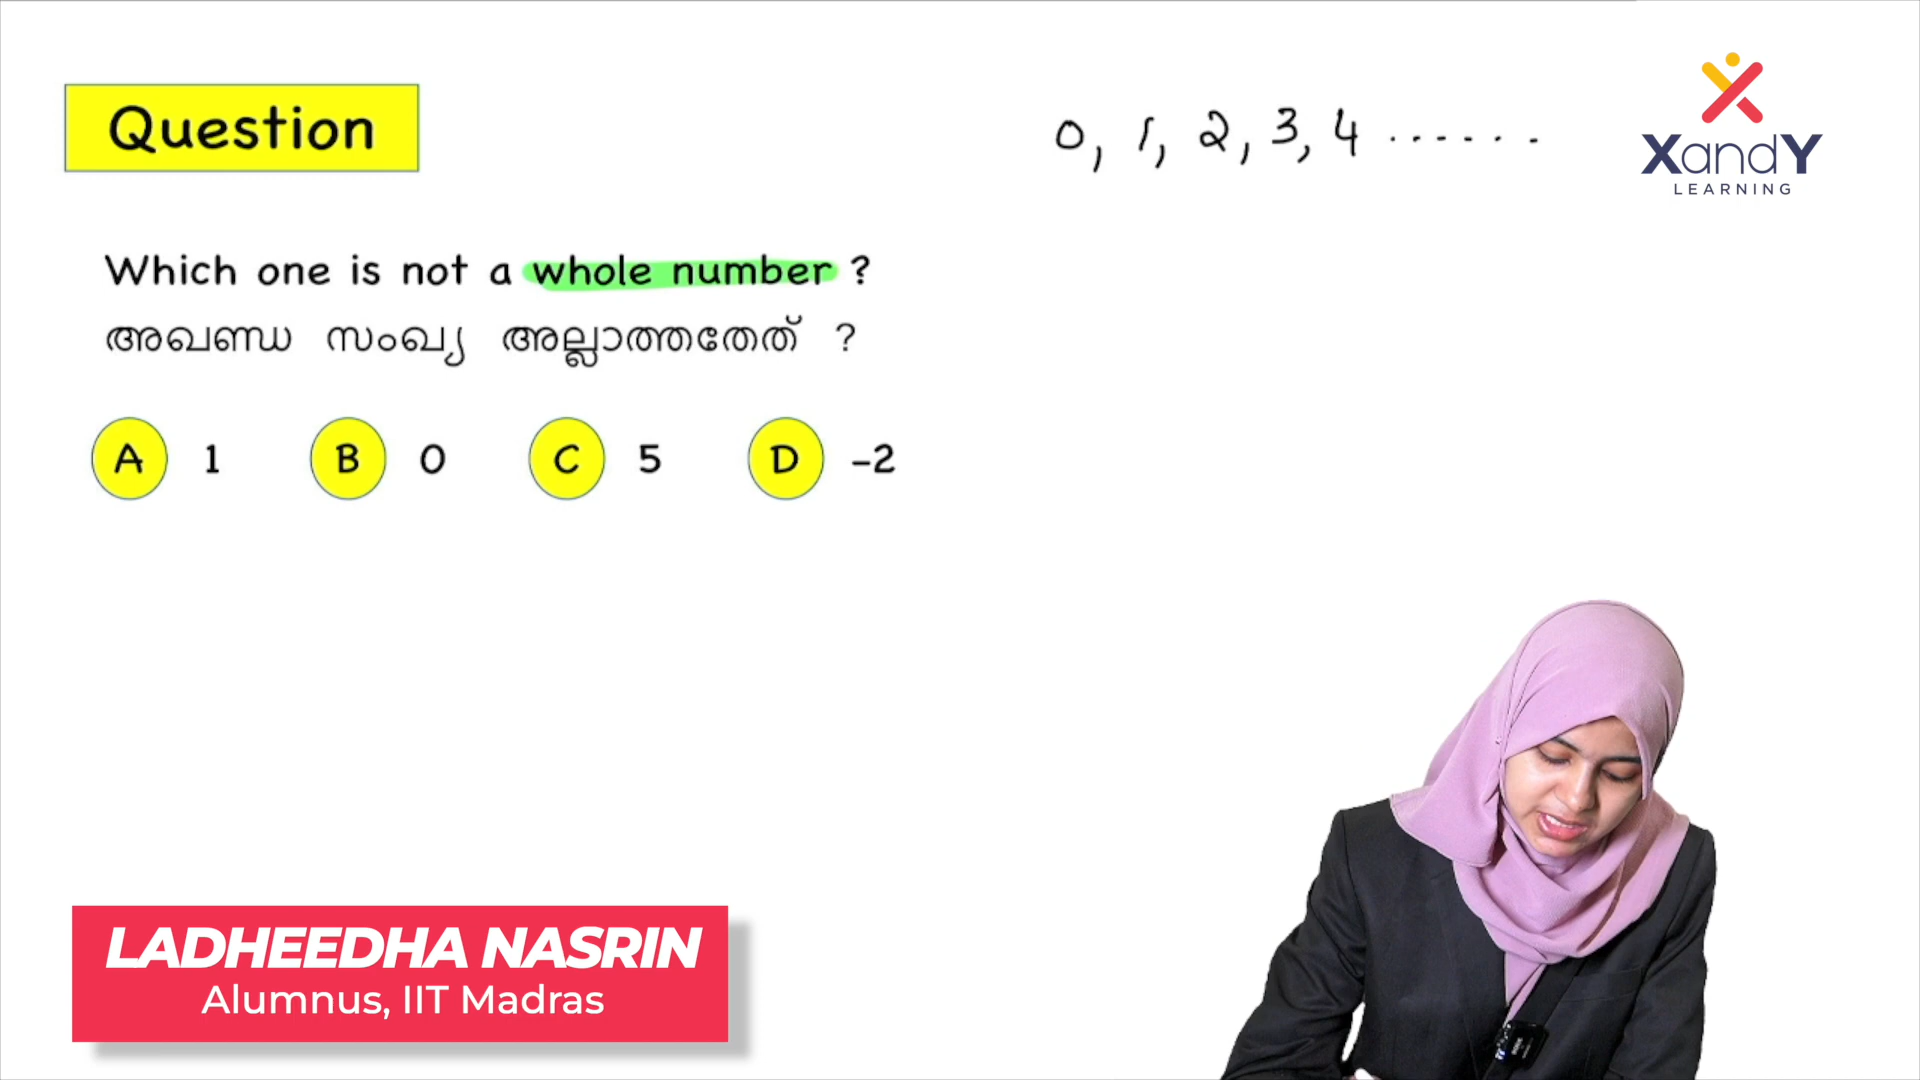 Question
0, 1, 2, 3, 4 ......
XandY
LEARNING
Which one is not a whole number ?
അഖണ്ഡ സംഖ്യ അല്ലാത്തതേത് ?
A 1 B 0 C 5 D -2
LADHEEDHA NASRIN
Alumnus, IIT Madras